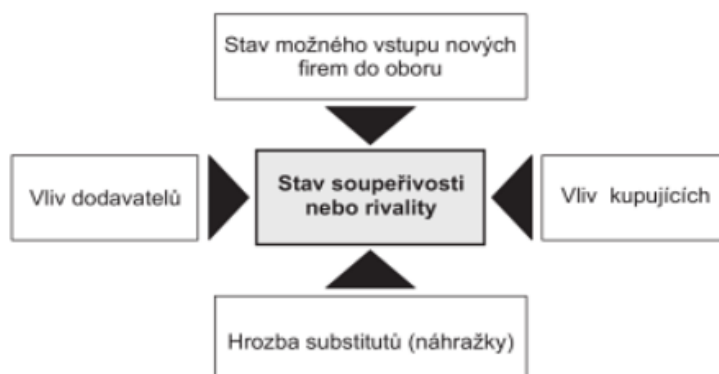 Stav možného vstupu nových
firem do oboru
Vliv dodavatelů
Stav soupeřivosti
nebo rivality
Vliv kupujících
Hrozba substitutů (náhražky)